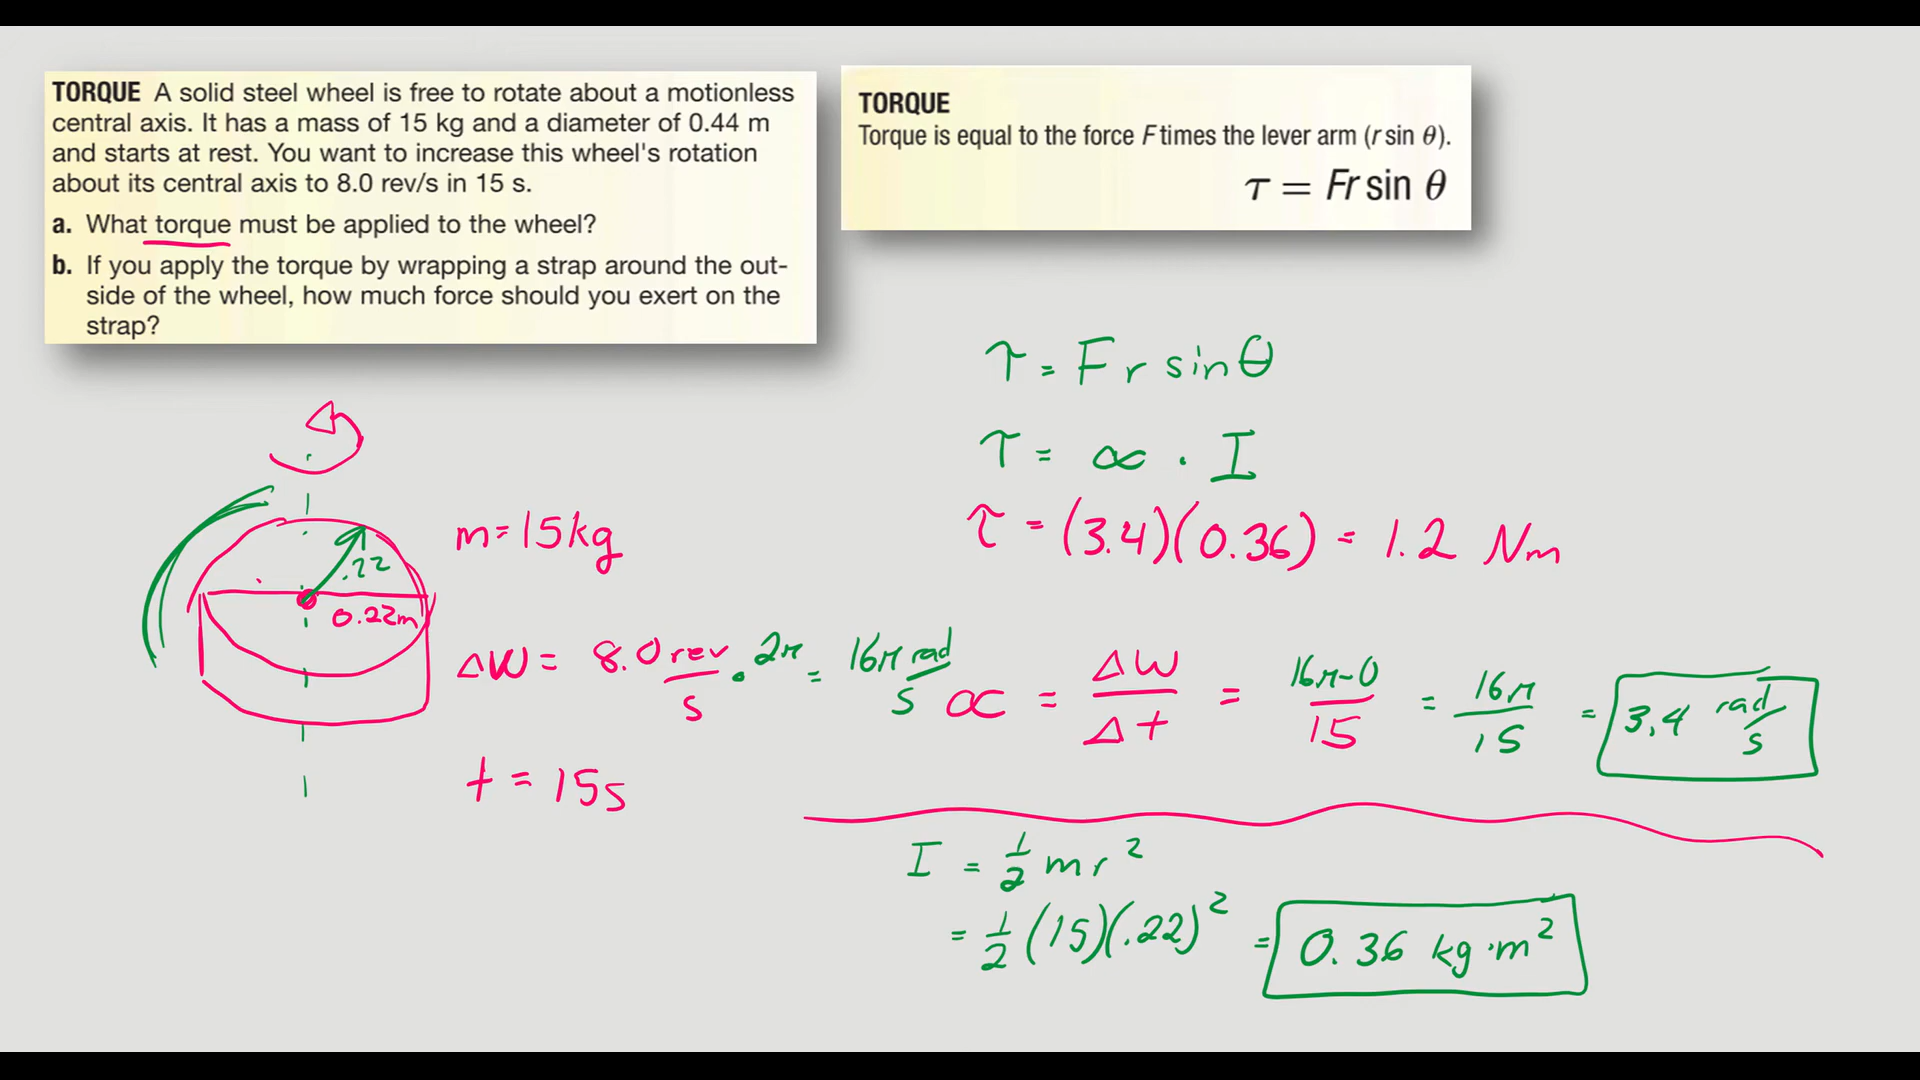 TORQUE A solid steel wheel is free to rotate about a motionless
central axis. It has a mass of 15 kg and a diameter of 0.44 m
and starts at rest. You want to increase this wheel's rotation
about its central axis to 8.0 rev/s in 15 s.
a. What torque must be applied to the wheel?
b. If you apply the torque by wrapping a strap around the out-
side of the wheel, how much force should you exert on the
strap?
TORQUE
Torque is equal to the force F times the lever arm (r sin θ).
τ = Fr sin θ
τ = F r sin θ
τ = α · I
τ = (3.4)(0.36) = 1.2 Nm
m = 15 kg
.22
0.22m
Δω = 8.0 rev/s · 2π = 16π rad/s
α = Δω/Δt = 16π-0/15 = 16π/15 = 3.4 rad/s
t = 15 s
I = 1/2 mr²
= 1/2 (15)(.22)² = 0.36 kg·m²